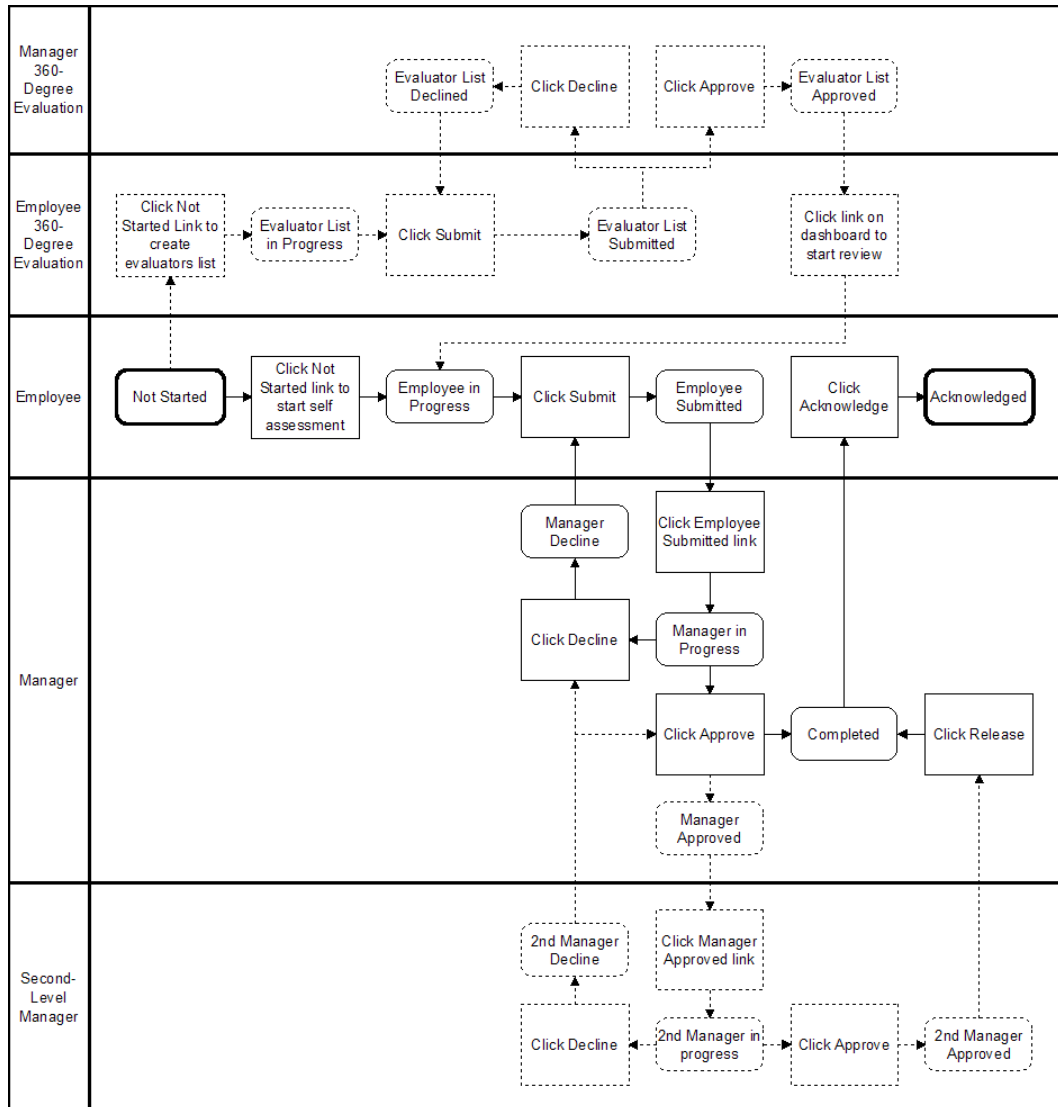 Manager
360-
Degree
Evaluation
Evaluator List
Declined
Click Decline
Click Approve
Evaluator List
Approved
Employee
360-
Degree
Evaluation
Click Not
Started Link to
create
evaluators list
Evaluator List
in Progress
Click Submit
Evaluator List
Submitted
Click link on
dashboard to
start review
Employee
Not Started
Click Not
Started link to
start self
assessment
Employee in
Progress
Click Submit
Employee
Submitted
Click
Acknowledge
Acknowledged
Manager
Manager
Decline
Click Employee
Submitted link
Click Decline
Manager in
Progress
Click Approve
Completed
Click Release
Manager
Approved
Second-
Level
Manager
2nd Manager
Decline
Click Manager
Approved link
Click Decline
2nd Manager in
progress
Click Approve
2nd Manager
Approved